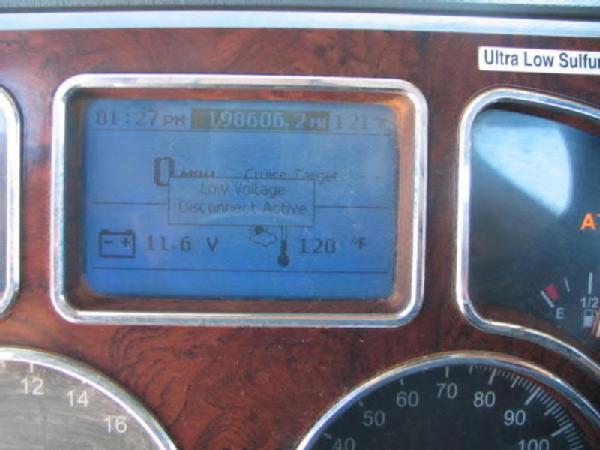 Ultra Low Sulfur
01:27 PM 198606.2 MI 121
0 MPH Cruise Target
Low Voltage
Disconnect Active
11.6 V 120 °F
E 1/2
12 14 16
40 50 60 70 80 90 100